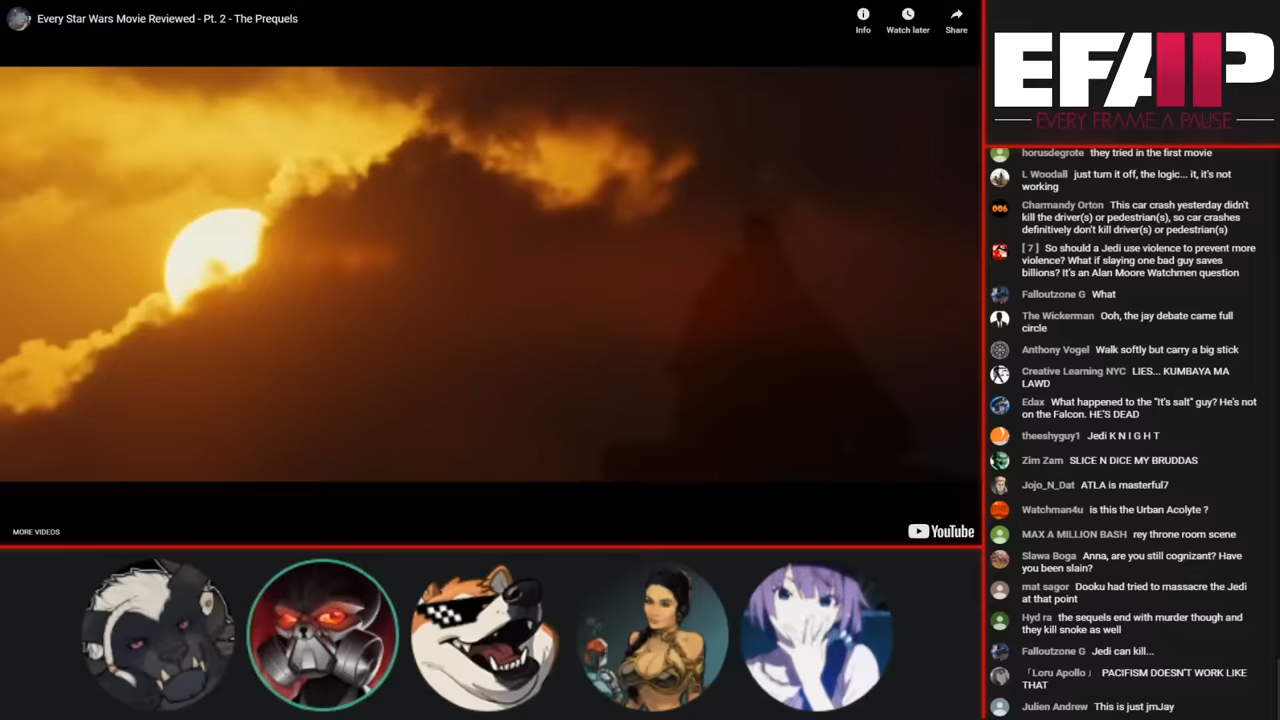 Every Star Wars Movie Reviewed - Pt. 2 - The Prequels
Info
Watch later
Share
MORE VIDEOS
YouTube
EFAP
EVERY FRAME A PAUSE
horusdegrote they tried in the first movie
L Woodall just turn it off, the logic... it, it's not
working
Charmandy Orton This car crash yesterday didn't
kill the driver(s) or pedestrian(s), so car crashes
definitively don't kill driver(s) or pedestrian(s)
[ 7 ] So should a Jedi use violence to prevent more
violence? What if slaying one bad guy saves
billions? It's an Alan Moore Watchmen question
Falloutzone G What
The Wickerman Ooh, the jay debate came full
circle
Anthony Vogel Walk softly but carry a big stick
Creative Learning NYC LIES... KUMBAYA MA
LAWD
Edax What happened to the "It's salt" guy? He's not
on the Falcon. HE'S DEAD
theeshyguy1 Jedi K N I G H T
Zim Zam SLICE N DICE MY BRUDDAS
Jojo_N_Dat ATLA is masterful7
Watchman4u is this the Urban Acolyte ?
MAX A MILLION BASH rey throne room scene
Slawa Boga Anna, are you still cognizant? Have
you been slain?
mat sagor Dooku had tried to massacre the Jedi
at that point
Hyd ra the sequels end with murder though and
they kill snoke as well
Falloutzone G Jedi can kill...
「Loru Apollo」 PACIFISM DOESN'T WORK LIKE
THAT
Julien Andrew This is just jmJay